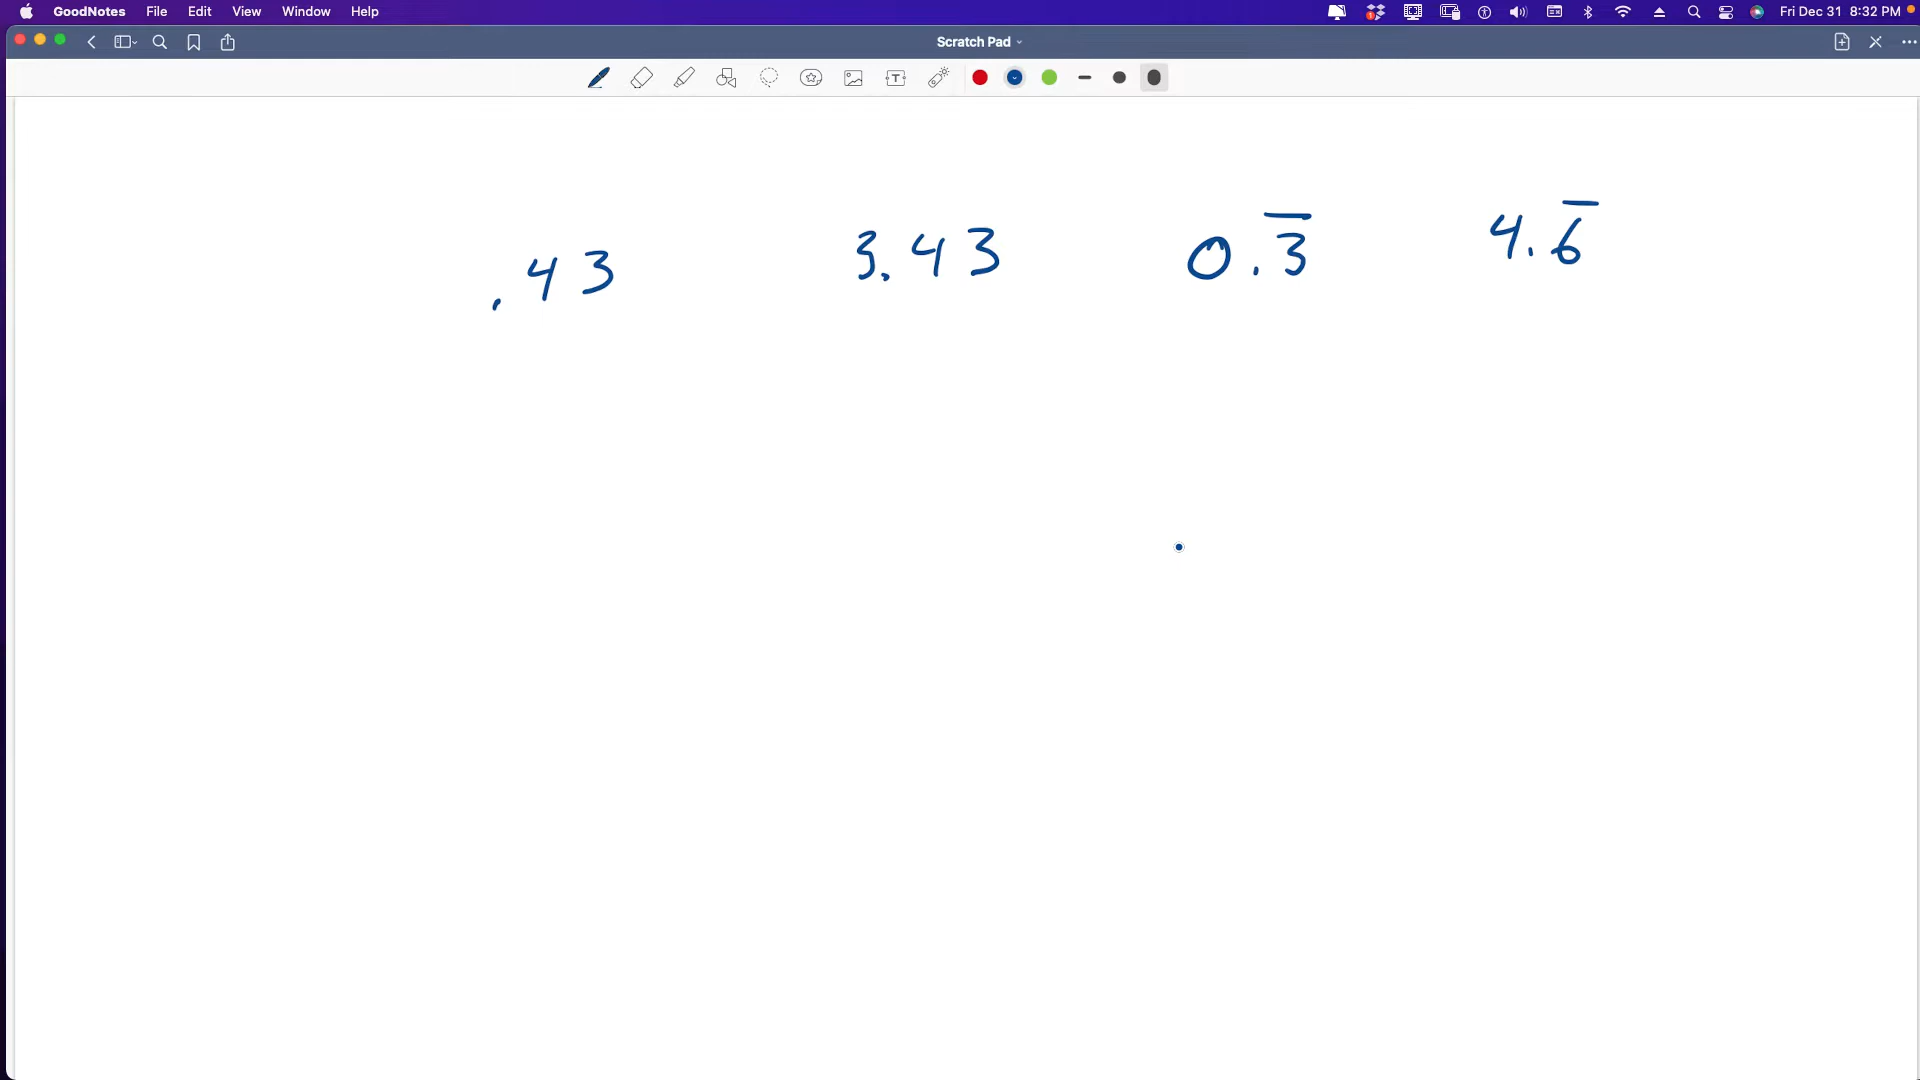 GoodNotes File Edit View Window Help Fri Dec 31 8:32 PM
Scratch Pad
.43 3.43 0.3̅ 4.6̅